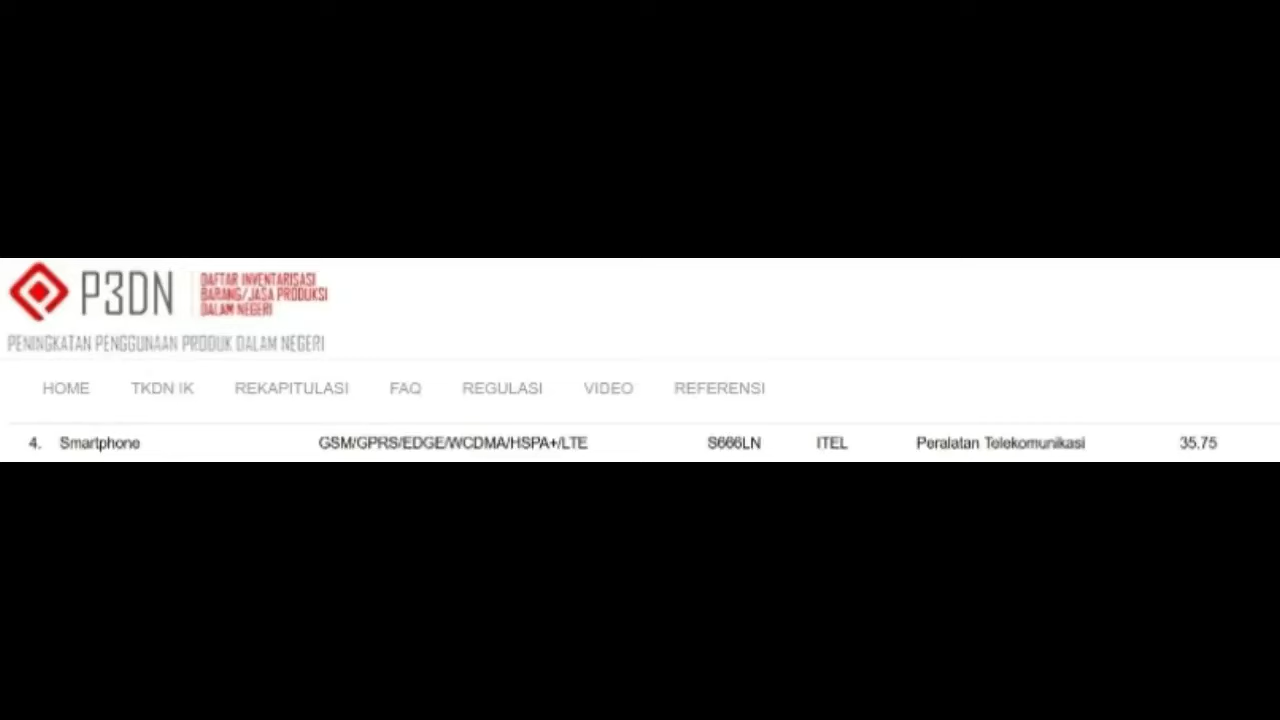 P3DN
DAFTAR INVENTARISASI
BARANG/JASA PRODUKSI
DALAM NEGERI
PENINGKATAN PENGGUNAAN PRODUK DALAM NEGERI
HOME TKDN IK REKAPITULASI FAQ REGULASI VIDEO REFERENSI
4. Smartphone GSM/GPRS/EDGE/WCDMA/HSPA+/LTE S666LN ITEL Peralatan Telekomunikasi 35.75